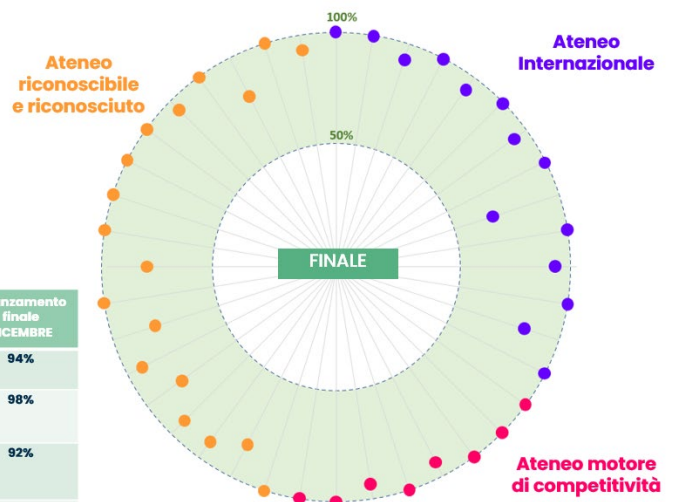 100%
Ateneo
Internazionale
Ateneo
riconoscibile
e riconosciuto
50%
FINALE
finale
94%
98%
92%
Ateneo motore
di competitività